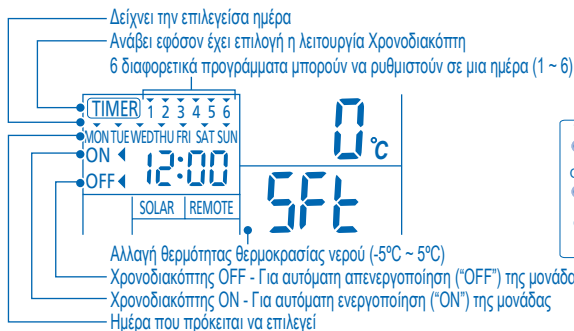 Δείχνει την επιλεγείσα ημέρα
Ανάβει εφόσον έχει επιλογή η λειτουργία Χρονοδιακόπτη
6 διαφορετικά προγράμματα μπορούν να ρυθμιστούν σε μια ημέρα (1 ~ 6)
TIMER 1 2 3 4 5 6
MON TUE WED THU FRI SAT SUN
ON
12:00
OFF
0 °C
SOLAR REMOTE
SFt
Αλλαγή θερμότητας θερμοκρασίας νερού (-5ºC ~ 5ºC)
Χρονοδιακόπτης OFF - Για αυτόματη απενεργοποίηση (“OFF”) της μονάδα
Χρονοδιακόπτης ON - Για αυτόματη ενεργοποίηση (“ON”) της μονάδας
Ημέρα που πρόκειται να επιλεγεί